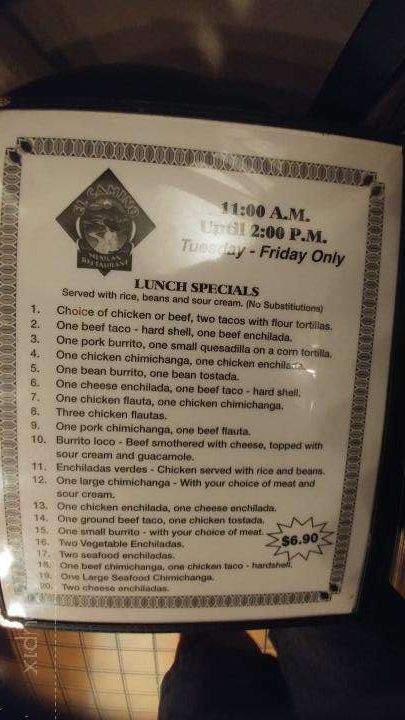 AL CAMINO
MEXICAN
RESTAURANT
11:00 A.M.
Until 2:00 P.M.
Tuesday - Friday Only
LUNCH SPECIALS
Served with rice, beans and sour cream. (No Substitiutions)
1. Choice of chicken or beef, two tacos with flour tortillas.
2. One beef taco - hard shell, one beef enchilada.
3. One pork burrito, one small quesadilla on a corn tortilla.
4. One chicken chimichanga, one chicken enchilada.
5. One bean burrito, one bean tostada.
6. One cheese enchilada, one beef taco - hard shell.
7. One chicken flauta, one chicken chimichanga.
8. Three chicken flautas.
9. One pork chimichanga, one beef flauta.
10. Burrito loco - Beef smothered with cheese, topped with
sour cream and guacamole.
11. Enchiladas verdes - Chicken served with rice and beans.
12. One large chimichanga - With your choice of meat and
sour cream.
13. One chicken enchilada, one cheese enchilada.
14. One ground beef taco, one chicken tostada.
15. One small burrito - with your choice of meat.
16. Two Vegetable Enchiladas.
17. Two seafood enchiladas.
18. One beef chimichanga, one chicken taco - hardshell.
19. One Large Seafood Chimichanga.
20. Two cheese enchiladas.
$6.90